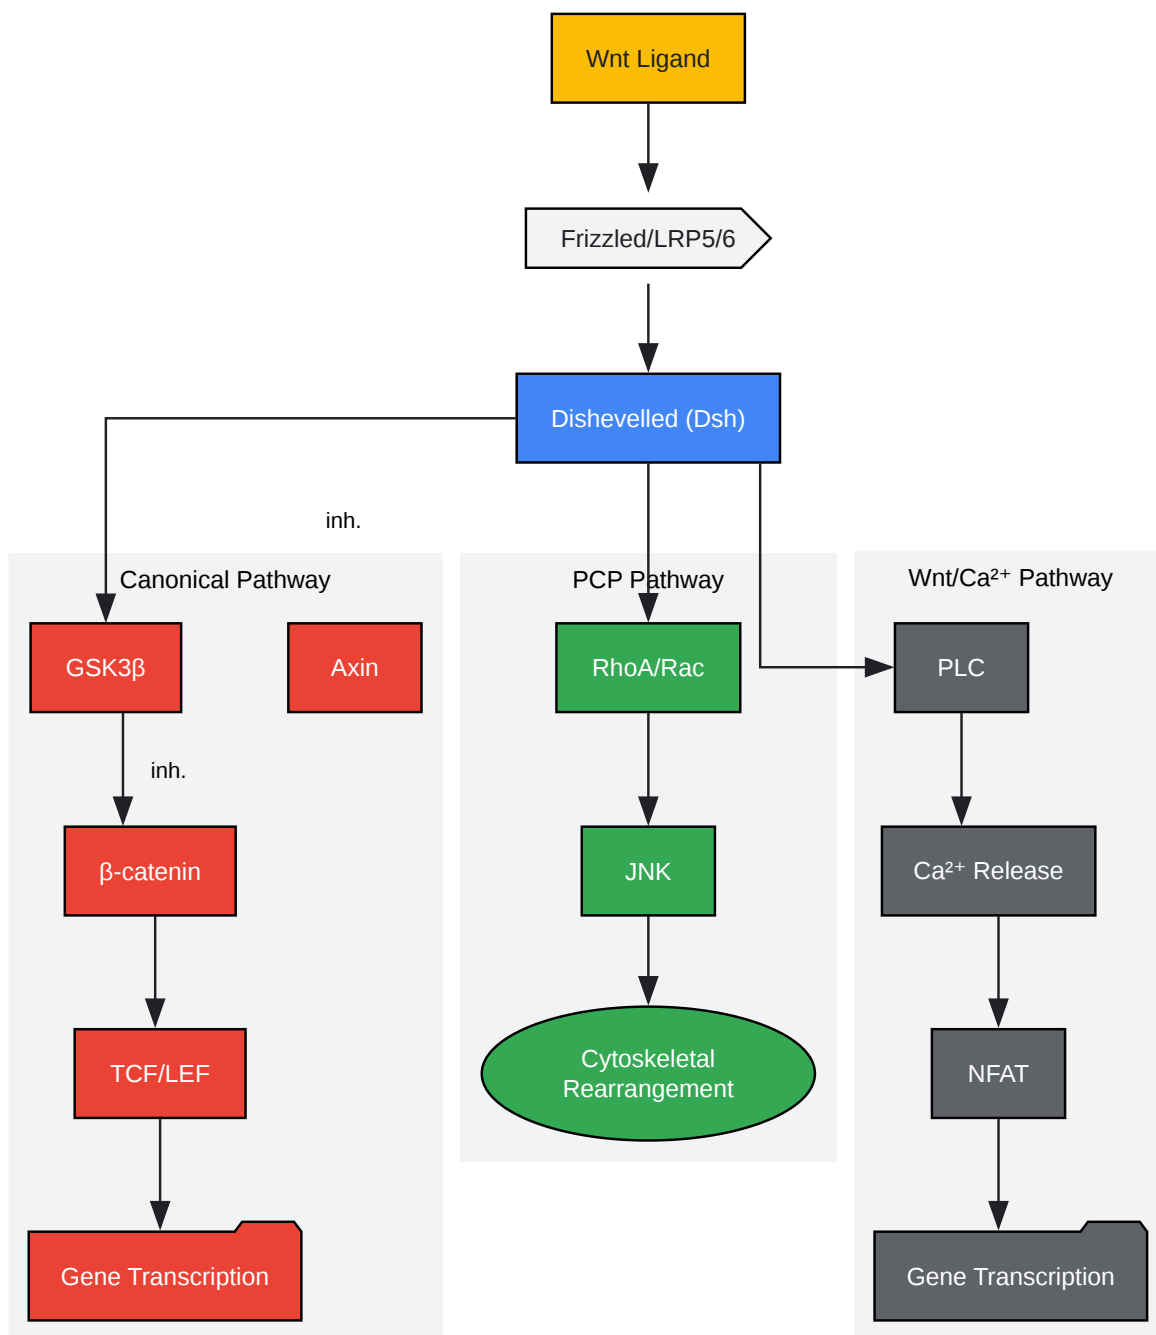 Wnt Ligand
Frizzled/LRP5/6
Dishevelled (Dsh)
inh.
Canonical Pathway
GSK3β
Axin
inh.
β-catenin
TCF/LEF
Gene Transcription
PCP Pathway
RhoA/Rac
JNK
Cytoskeletal
Rearrangement
Wnt/Ca²⁺ Pathway
PLC
Ca²⁺ Release
NFAT
Gene Transcription